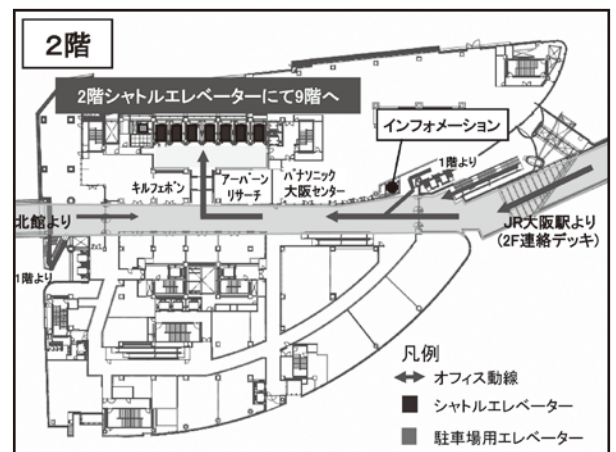 2階
2階シャトルエレベーターにて9階へ
インフォメーション
1階より
キルフェボン
アーバーン
リサーチ
パナソニック
大阪センター
北館より
JR大阪駅より
(2F連絡デッキ)
1階より
凡例
オフィス動線
シャトルエレベーター
駐車場用エレベーター